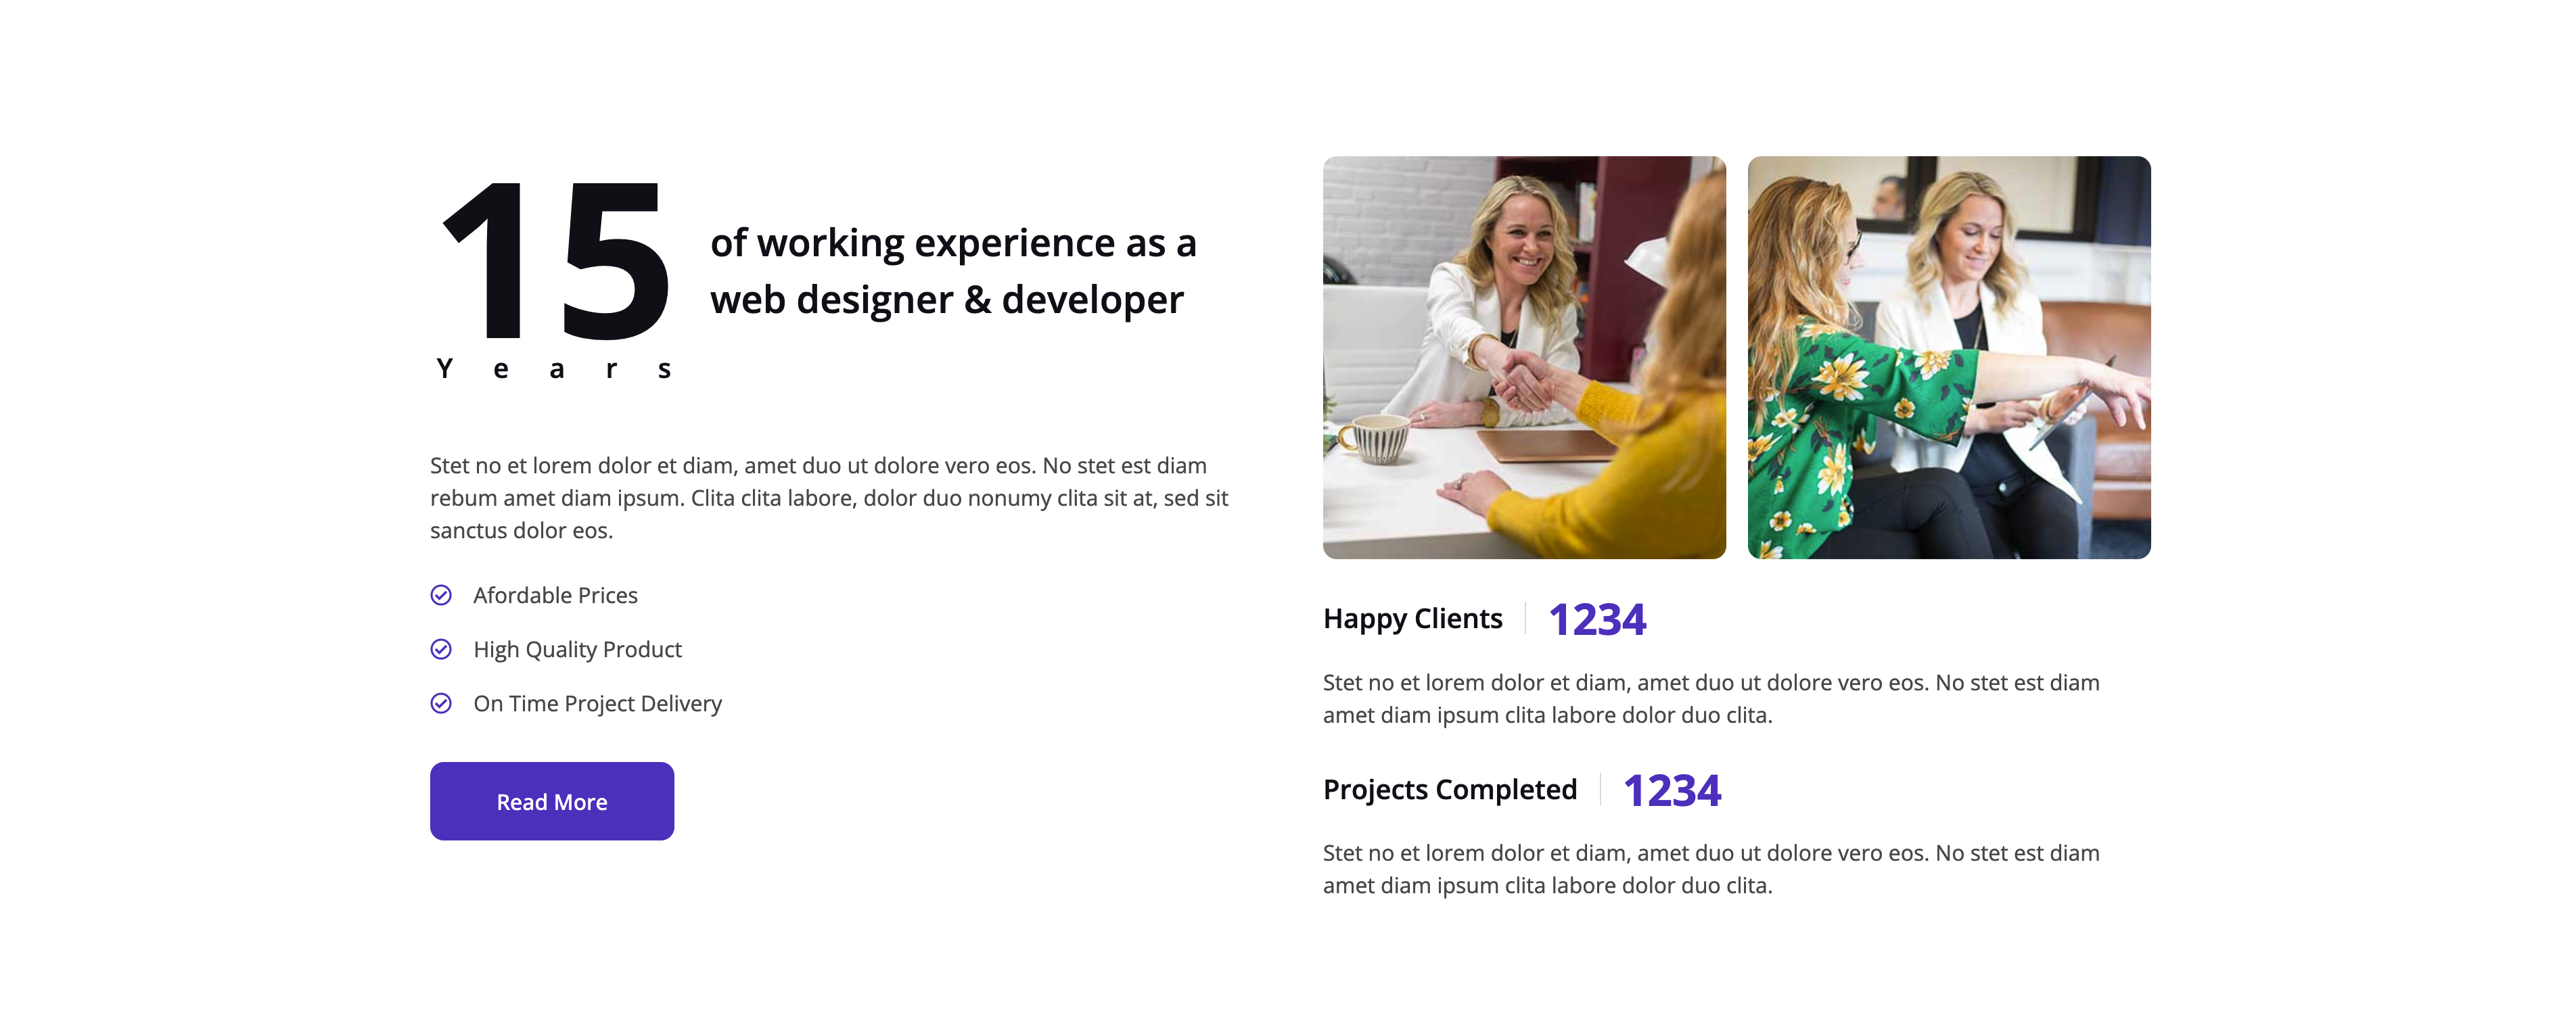 15
Years
of working experience as a
web designer & developer
Stet no et lorem dolor et diam, amet duo ut dolore vero eos. No stet est diam
rebum amet diam ipsum. Clita clita labore, dolor duo nonumy clita sit at, sed sit
sanctus dolor eos.
Afordable Prices
High Quality Product
On Time Project Delivery
Read More
Happy Clients 1234
Stet no et lorem dolor et diam, amet duo ut dolore vero eos. No stet est diam
amet diam ipsum clita labore dolor duo clita.
Projects Completed 1234
Stet no et lorem dolor et diam, amet duo ut dolore vero eos. No stet est diam
amet diam ipsum clita labore dolor duo clita.